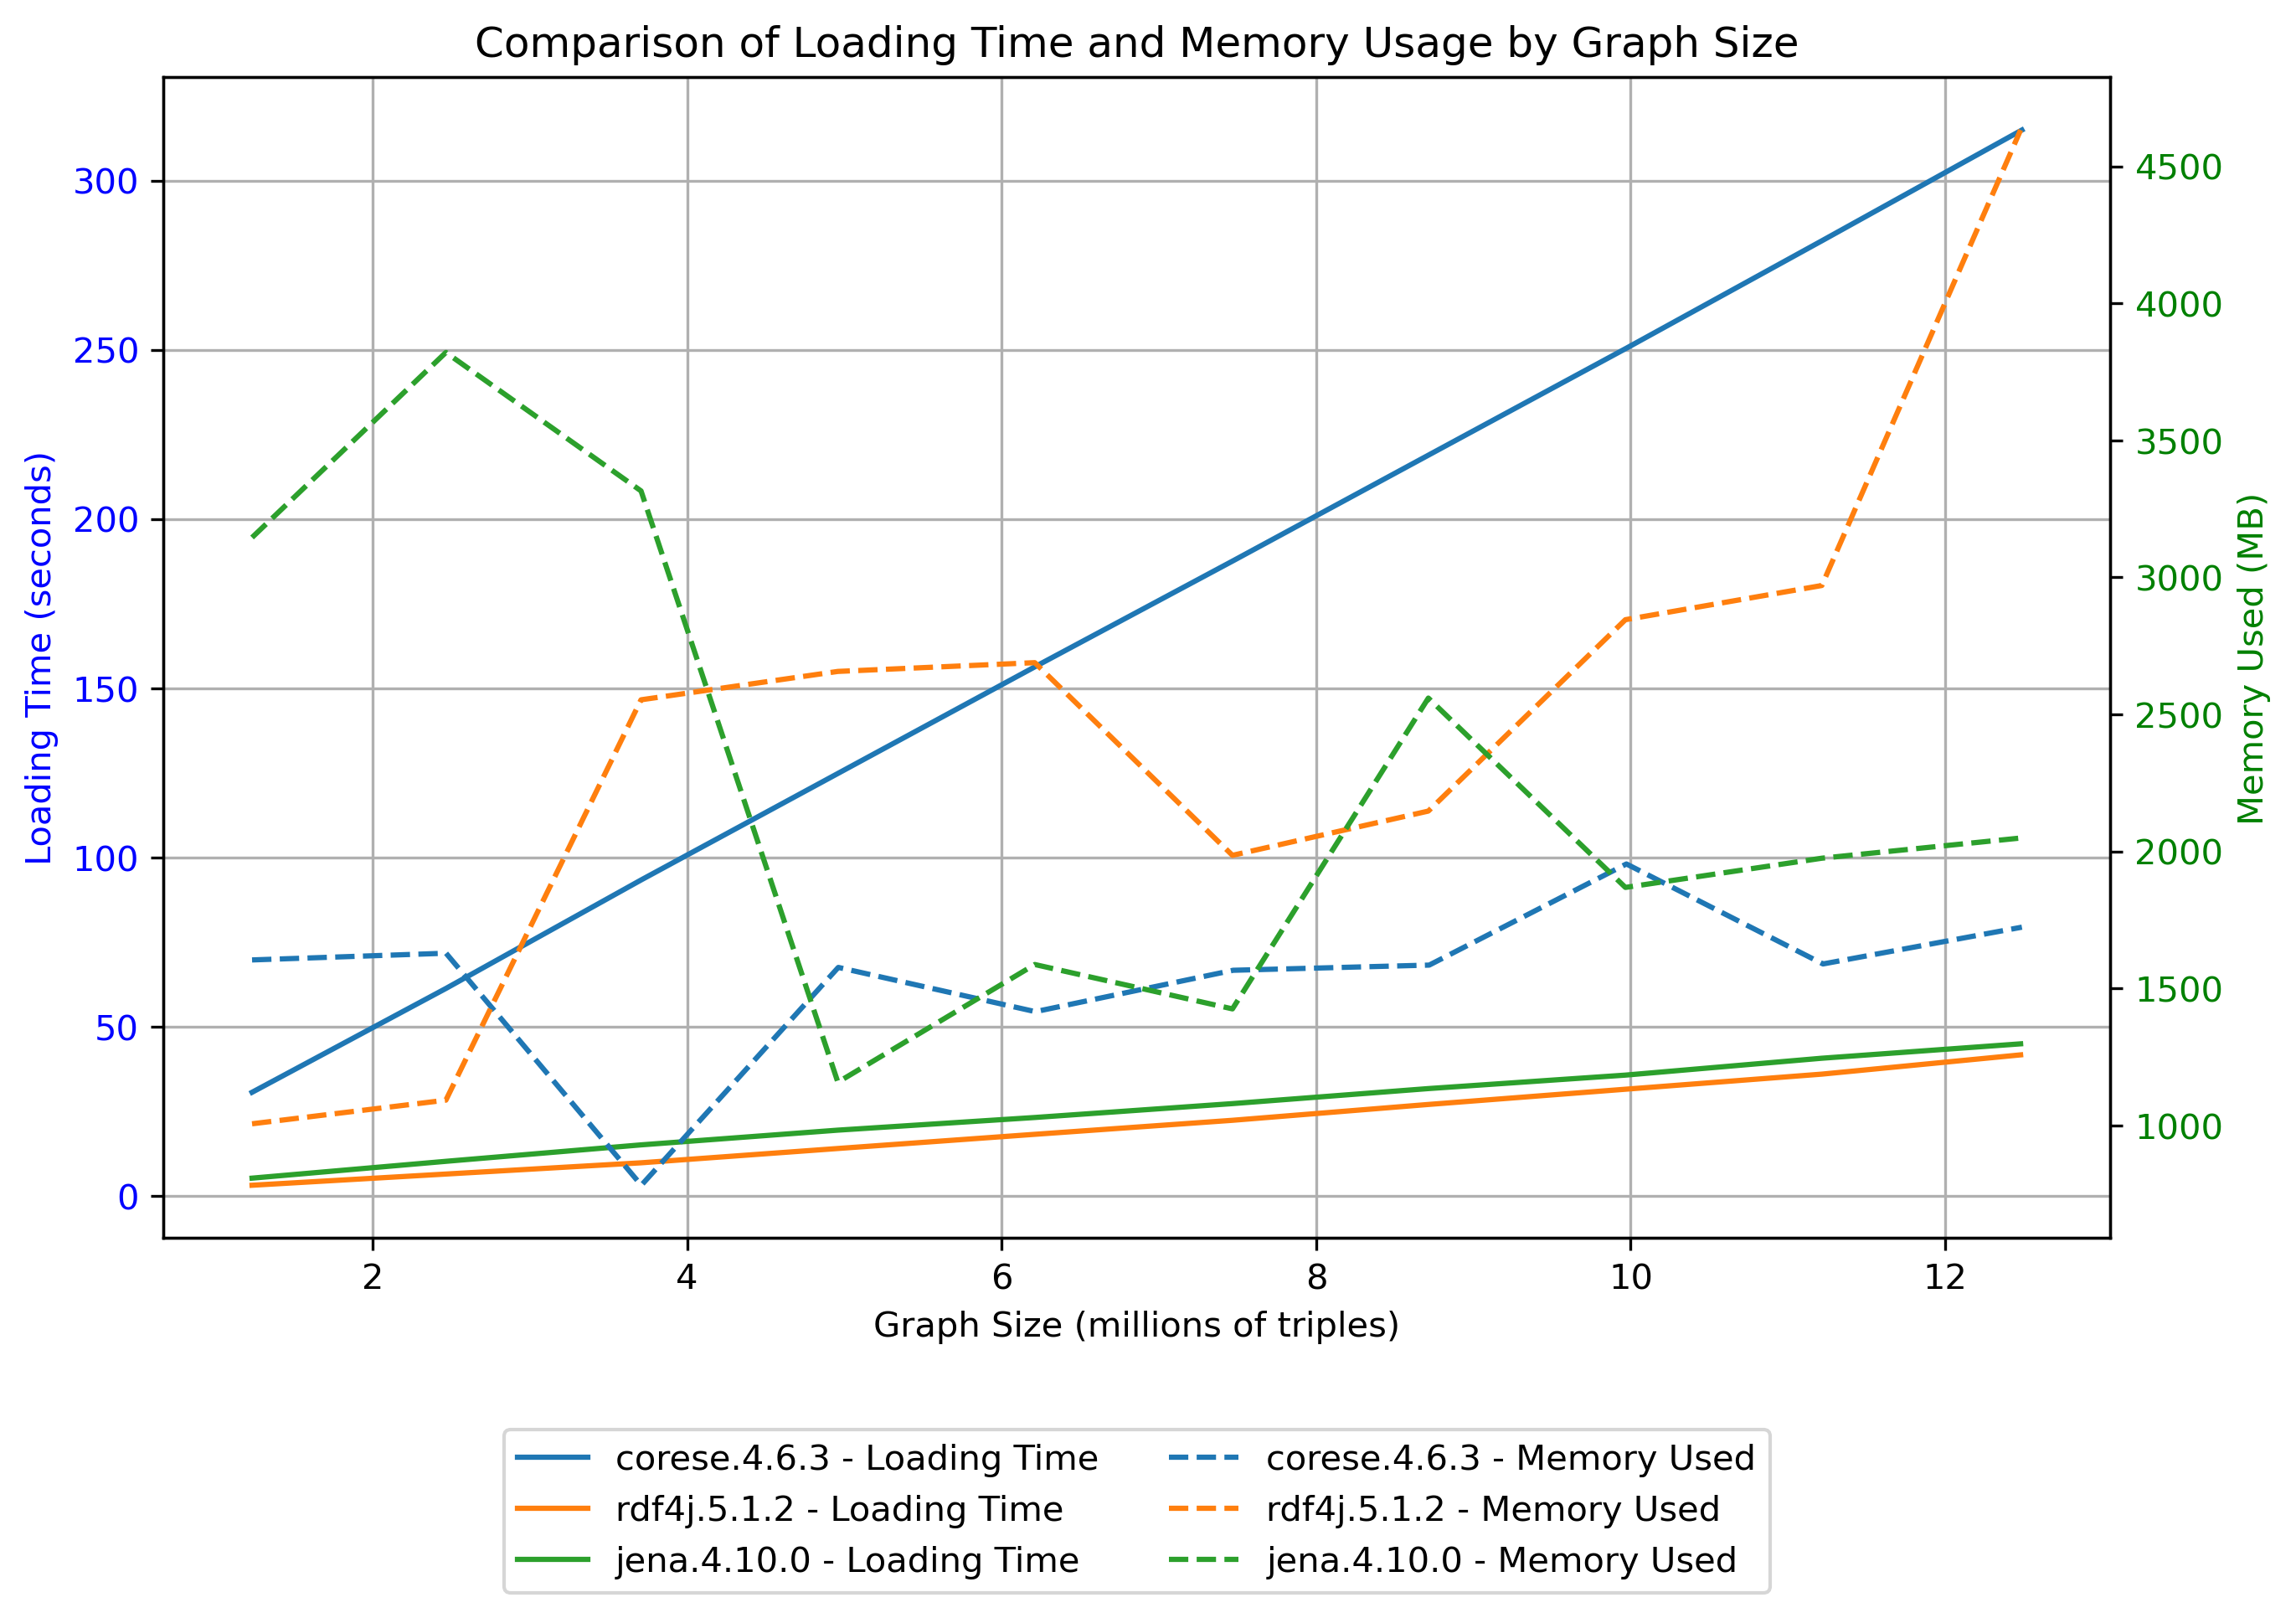 Comparison of Loading Time and Memory Usage by Graph Size
Loading Time (seconds)
300
250
200
150
100
50
0
4500
4000
3500
3000
2500
2000
1500
1000
Memory Used (MB)
2 4 6 8 10 12
Graph Size (millions of triples)
corese.4.6.3 - Loading Time
rdf4j.5.1.2 - Loading Time
jena.4.10.0 - Loading Time
corese.4.6.3 - Memory Used
rdf4j.5.1.2 - Memory Used
jena.4.10.0 - Memory Used